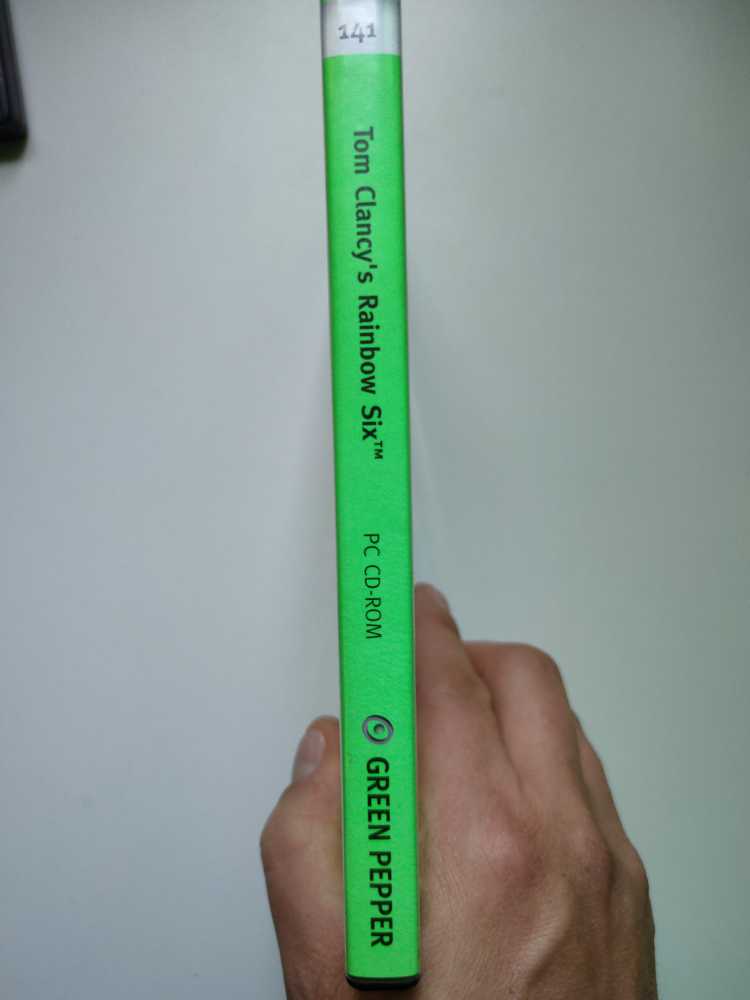 141
Tom Clancy's Rainbow Six™
PC CD-ROM
GREEN PEPPER